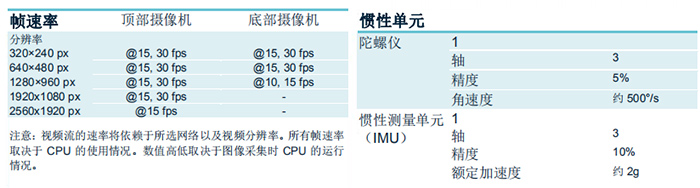 帧速率 顶部摄像机 底部摄像机
分辨率
320×240 px @15, 30 fps @15, 30 fps
640×480 px @15, 30 fps @15, 30 fps
1280×960 px @15, 30 fps @10, 15 fps
1920x1080 px @15, 30 fps -
2560x1920 px @15 fps -
注意：视频流的速率将依赖于所选网络以及视频分辨率。所有帧速率
取决于 CPU 的使用情况。数值高低取决于图像采集时 CPU 的运行
情况。
惯性单元
陀螺仪 1
轴 3
精度 5%
角速度 约 500°/s
惯性测量单元 1
（IMU） 轴 3
精度 10%
额定加速度 约 2g